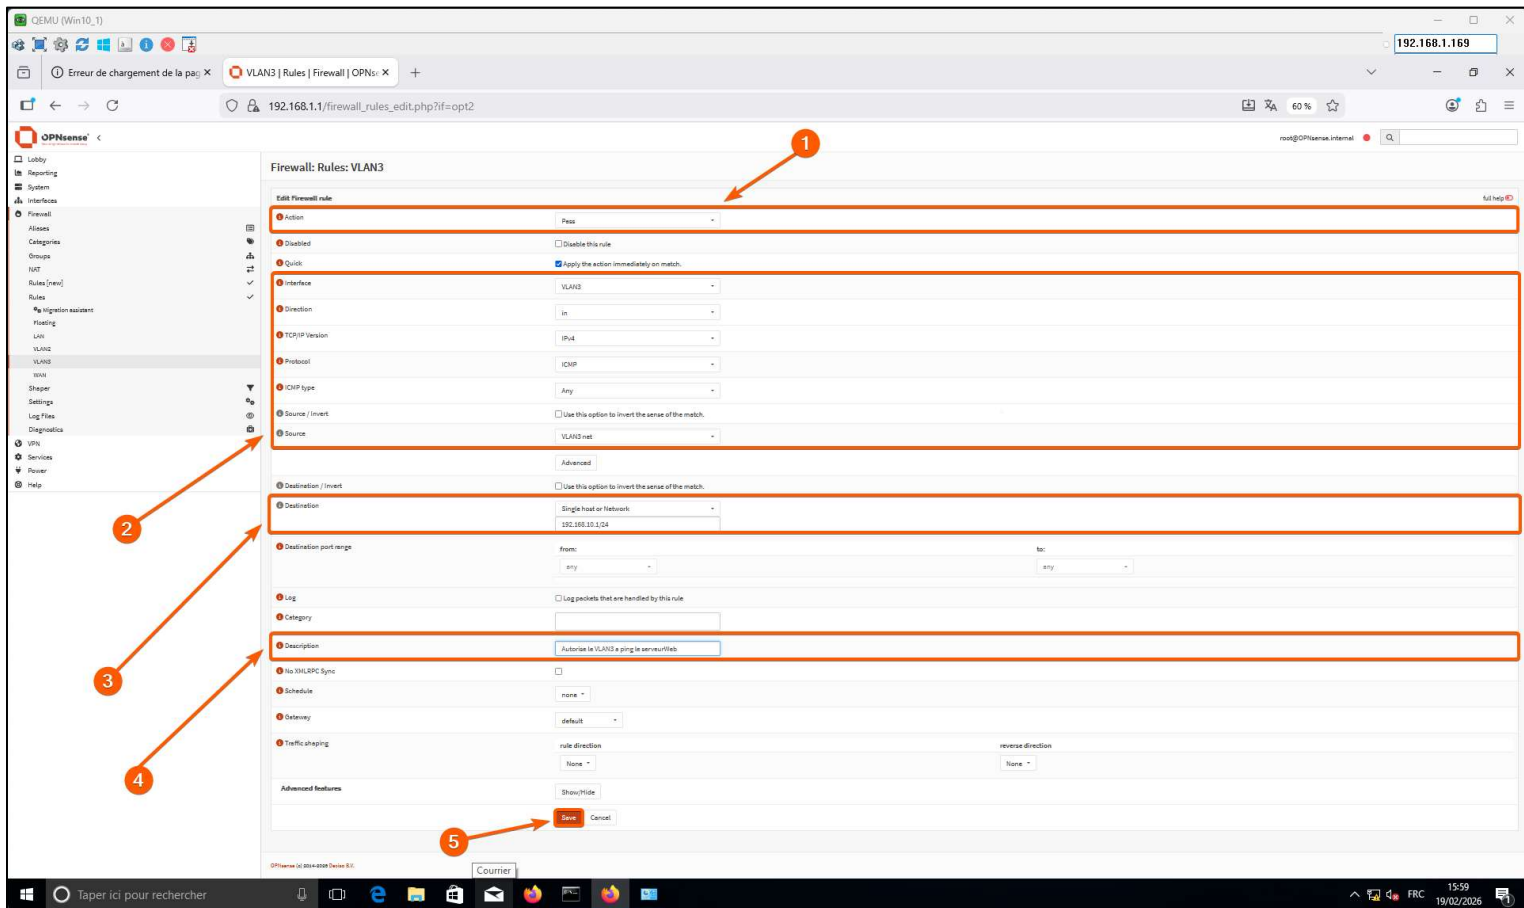 QEMU (Win10_1)
192.168.1.169
Erreur de chargement de la pag
VLAN3 | Rules | Firewall | OPNse
192.168.1.1/firewall_rules_edit.php?if=opt2
60 %
OPNsense
root@OPNsense.internal
1
Lobby
Reporting
System
Interfaces
Firewall
Aliases
Categories
Groups
NAT
Rules [new]
Rules
Migration assistant
Floating
LAN
VLAN2
VLAN3
WAN
Shaper
Settings
Log Files
Diagnostics
VPN
Services
Power
Help
2
3
4
Firewall: Rules: VLAN3
Edit Firewall rule
full help
Action
Pass
Disabled
Disable this rule
Quick
Apply the action immediately on match.
Interface
VLAN3
Direction
in
TCP/IP Version
IPv4
Protocol
ICMP
ICMP type
Any
Source / Invert
Use this option to invert the sense of the match.
Source
VLAN3 net
Advanced
Destination / Invert
Use this option to invert the sense of the match.
Destination
Single host or Network
192.168.10.1/24
Destination port range
from:
to:
any
any
Log
Log packets that are handled by this rule
Category
Description
Autorise le VLAN3 a ping le serveurWeb
No XMLRPC Sync
Schedule
none
Gateway
default
Traffic shaping
rule direction
reverse direction
None
None
Advanced features
Show/Hide
Save
Cancel
5
OPNsense (c) 2014-2025 Deciso B.V.
Courrier
Taper ici pour rechercher
FRC
15:59
19/02/2026
1